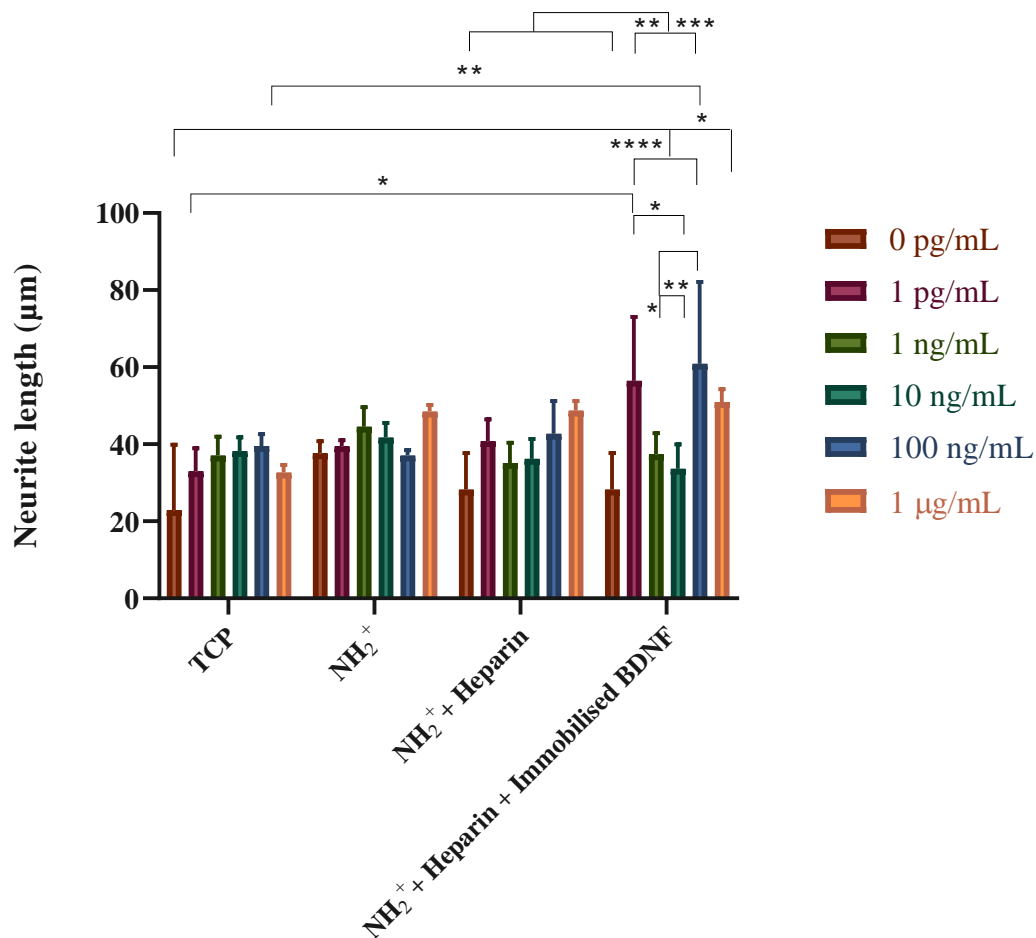 ** ***
**
*
****
*
*
**
*
Neurite length (µm)
100
80
60
40
20
0
TCP
NH₂⁺
NH₂⁺ + Heparin
NH₂⁺ + Heparin + Immobilised BDNF
0 pg/mL
1 pg/mL
1 ng/mL
10 ng/mL
100 ng/mL
1 µg/mL